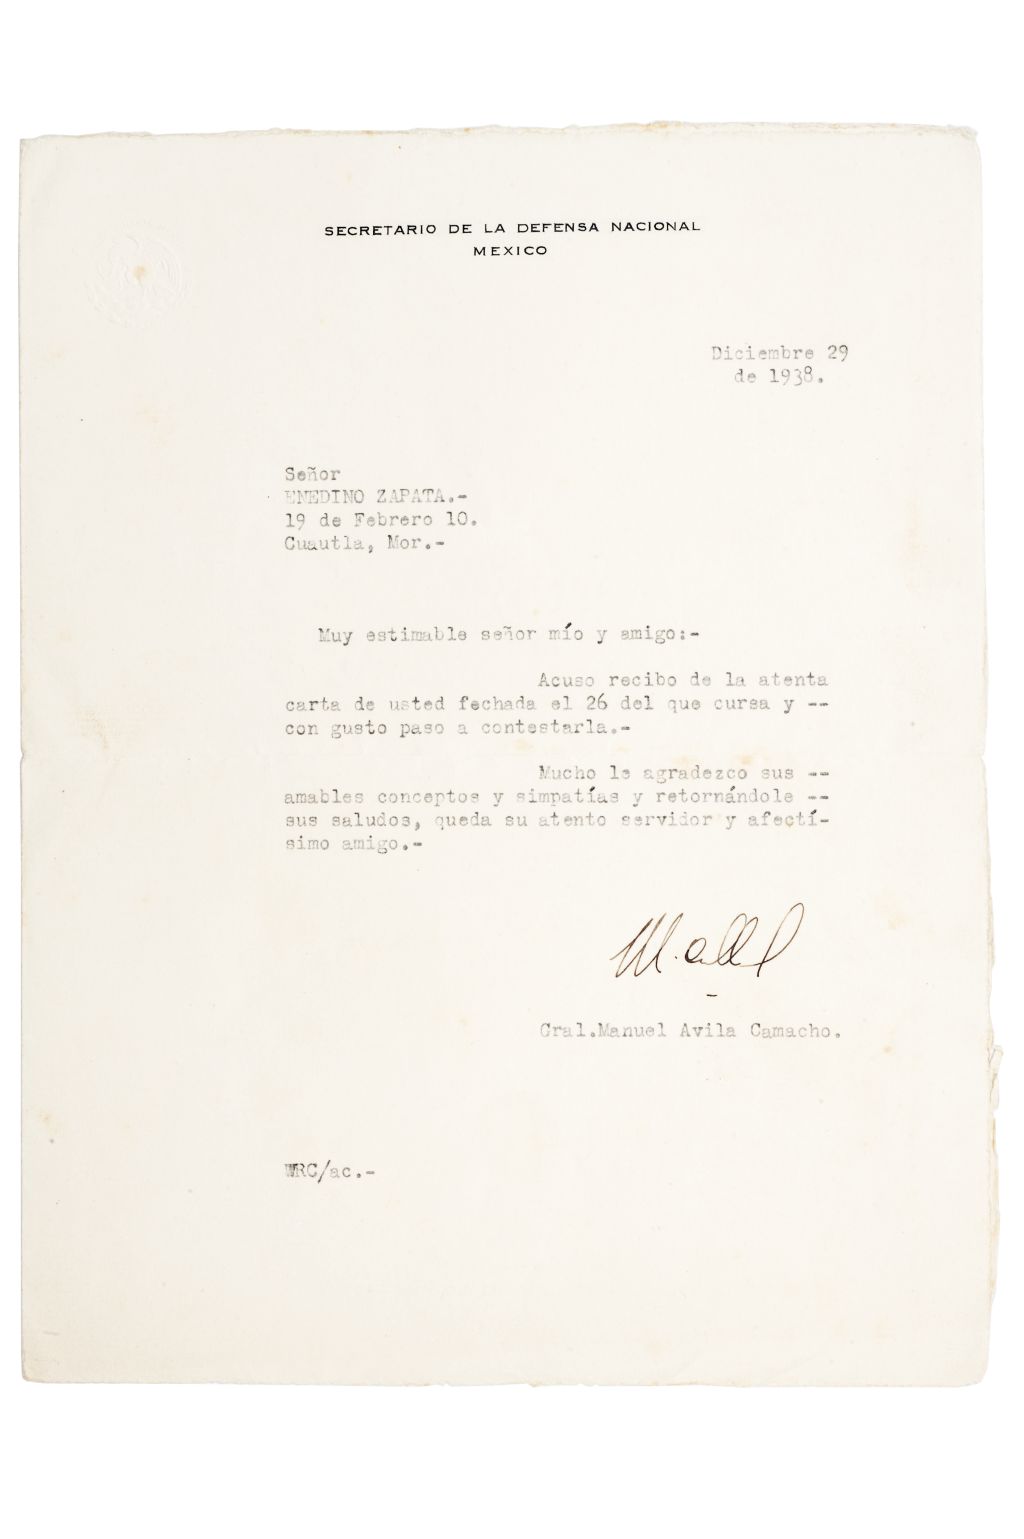 SECRETARIO DE LA DEFENSA NACIONAL
MEXICO
Diciembre 29
de 1938.
Señor
ENEDINO ZAPATA.-
19 de Febrero 10.
Cuautla, Mor.-
Muy estimable señor mío y amigo:-
Acuso recibo de la atenta
carta de usted fechada el 26 del que cursa y --
con gusto paso a contestarla.-
Mucho le agradezco sus --
amables conceptos y simpatías y retornándole --
sus saludos, queda su atento servidor y afectí-
simo amigo.-
Gral.Manuel Avila Camacho.
WRC/ac.-